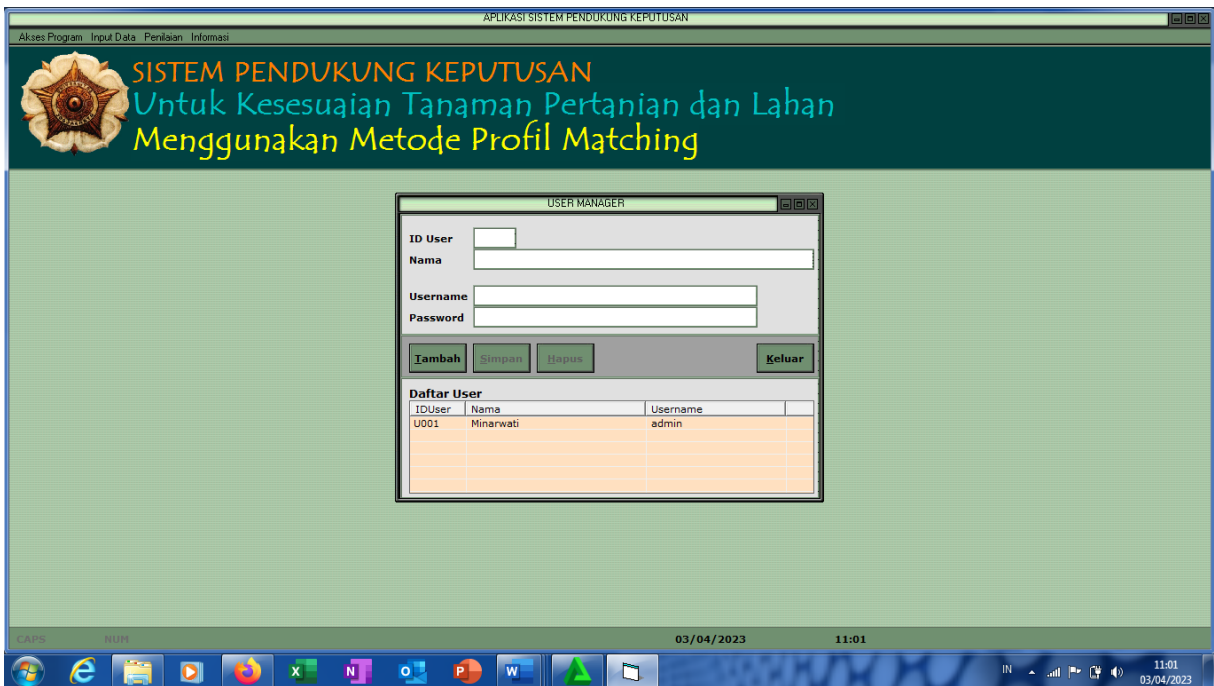 APLIKASI SISTEM PENDUKUNG KEPUTUSAN
Akses Program Input Data Penilaian Informasi
SISTEM PENDUKUNG KEPUTUSAN
Untuk Kesesuaian Tanaman Pertanian dan Lahan
Menggunakan Metode Profil Matching
USER MANAGER
ID User
Nama
Username
Password
Tambah Simpan Hapus Keluar
Daftar User
IDUser Nama Username
U001 Minarwati admin
CAPS NUM 03/04/2023 11:01
IN 11:01
03/04/2023